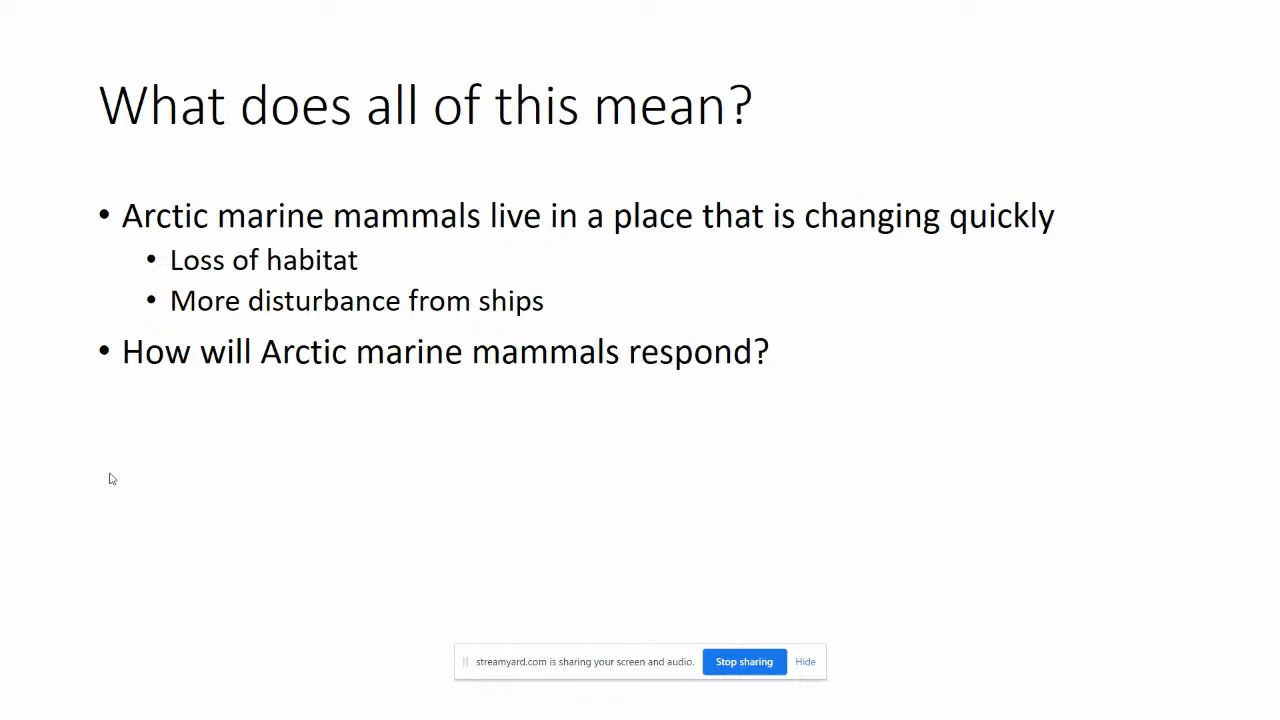 What does all of this mean?
• Arctic marine mammals live in a place that is changing quickly
• Loss of habitat
• More disturbance from ships
• How will Arctic marine mammals respond?
streamyard.com is sharing your screen and audio. Stop sharing Hide